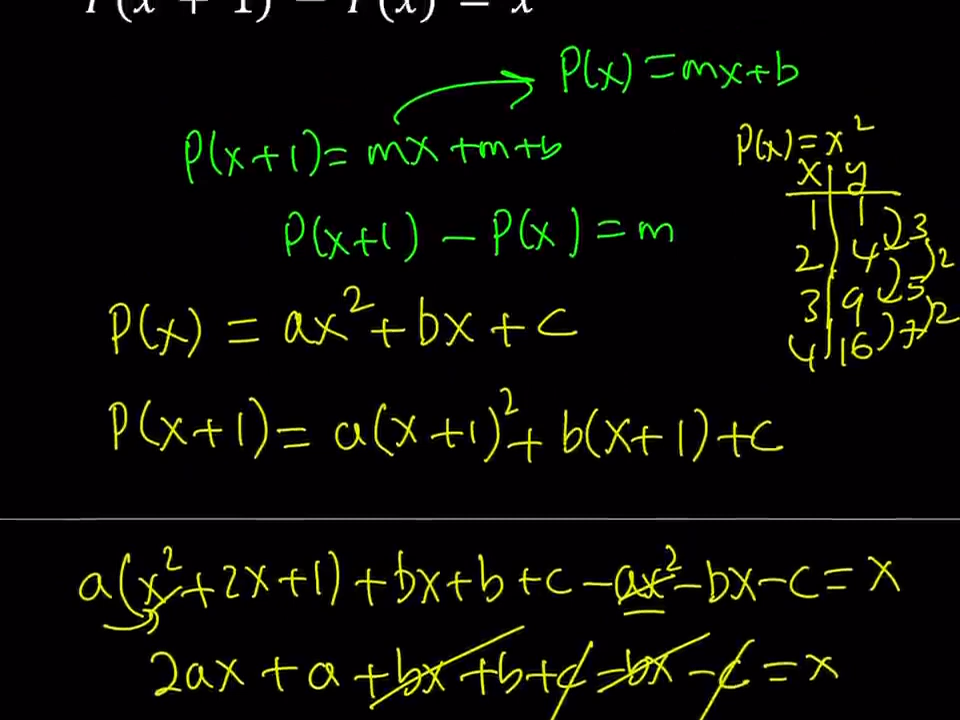 P(x + 1) − P(x) = x
P(x) = mx+b
P(x+1) = mx+m+b
P(x+1) − P(x) = m
P(x) = x²
x | y
1 | 1
2 | 4
3 | 9
4 | 16
3
5
7
2
2
P(x) = ax²+bx+c
P(x+1) = a(x+1)²+b(x+1)+c
a(x²+2x+1)+bx+b+c−ax²−bx−c=x
2ax+a+bx+b+c−bx−c=x